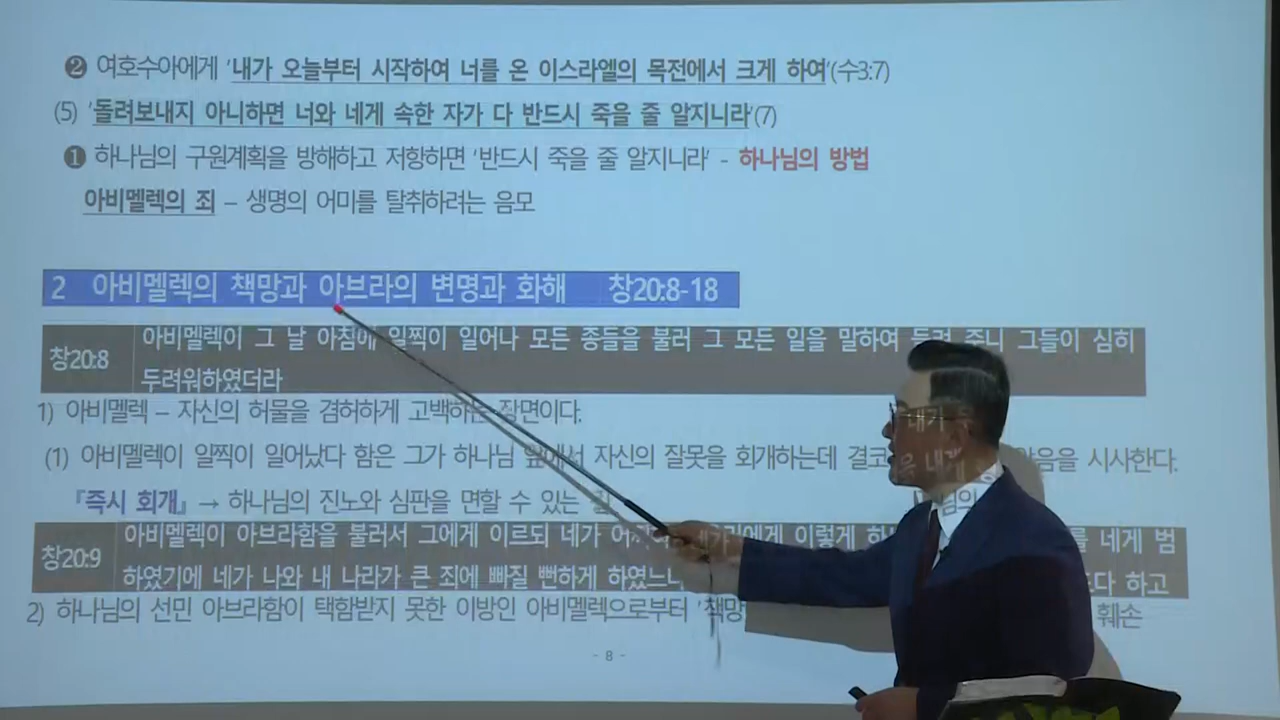 ❷ 여호수아에게 '내가 오늘부터 시작하여 너를 온 이스라엘의 목전에서 크게 하여'(수3:7)
(5) '돌려보내지 아니하면 너와 네게 속한 자가 다 반드시 죽을 줄 알지니라'(7)
❶ 하나님의 구원계획을 방해하고 저항하면 '반드시 죽을 줄 알지니라' - 하나님의 방법
아비멜렉의 죄 – 생명의 어미를 탈취하려는 음모
2 아비멜렉의 책망과 아브라의 변명과 화해 창20:8-18
창20:8 아비멜렉이 그 날 아침에 일찍이 일어나 모든 종들을 불러 그 모든 일을 말하여 들려 주니 그들이 심히
두려워하였더라
1) 아비멜렉 – 자신의 허물을 겸허하게 고백하는 장면이다.
(1) 아비멜렉이 일찍이 일어났다 함은 그가 하나님 앞에서 자신의 잘못을 회개하는데 결코 않음을 시사한다.
『즉시 회개』 → 하나님의 진노와 심판을 면할 수 있는
창20:9 아비멜렉이 아브라함을 불러서 그에게 이르되 네가 이렇게 네게 범
하였기에 네가 나와 내 나라가 큰 죄에 빠질 뻔하게 하였느냐 하고
2) 하나님의 선민 아브라함이 택함받지 못한 이방인 아비멜렉으로부터 '책망 훼손
- 8 -